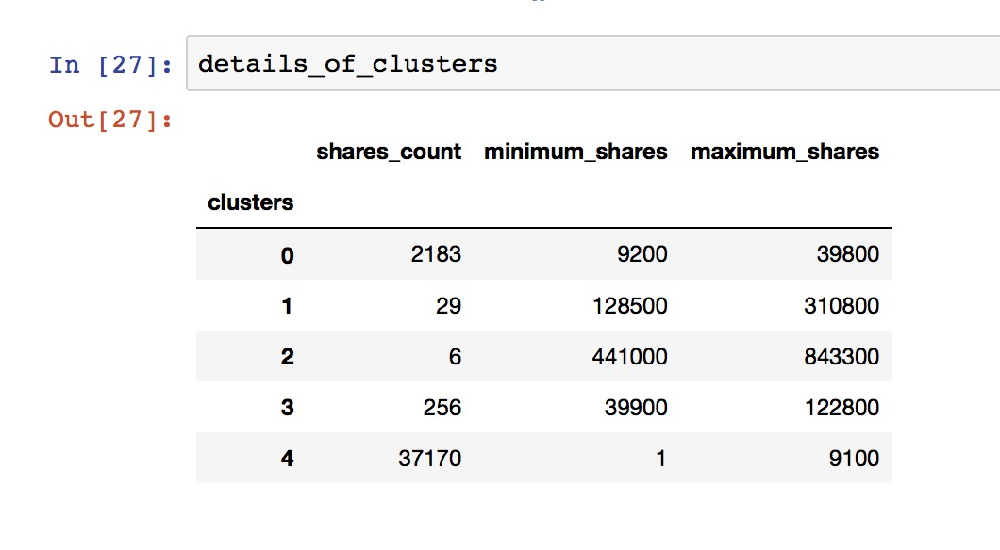 In [27]: details_of_clusters
Out[27]:
shares_count minimum_shares maximum_shares
clusters
0 2183 9200 39800
1 29 128500 310800
2 6 441000 843300
3 256 39900 122800
4 37170 1 9100